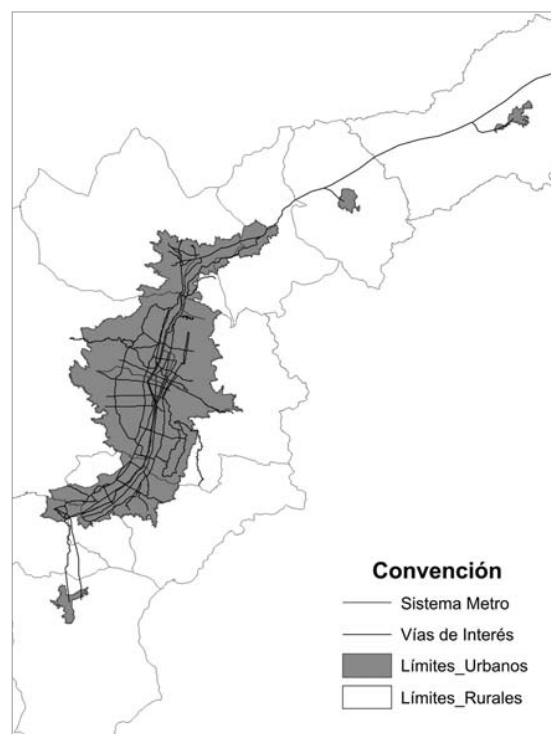 Convención
Sistema Metro
Vías de Interés
Límites_Urbanos
Límites_Rurales